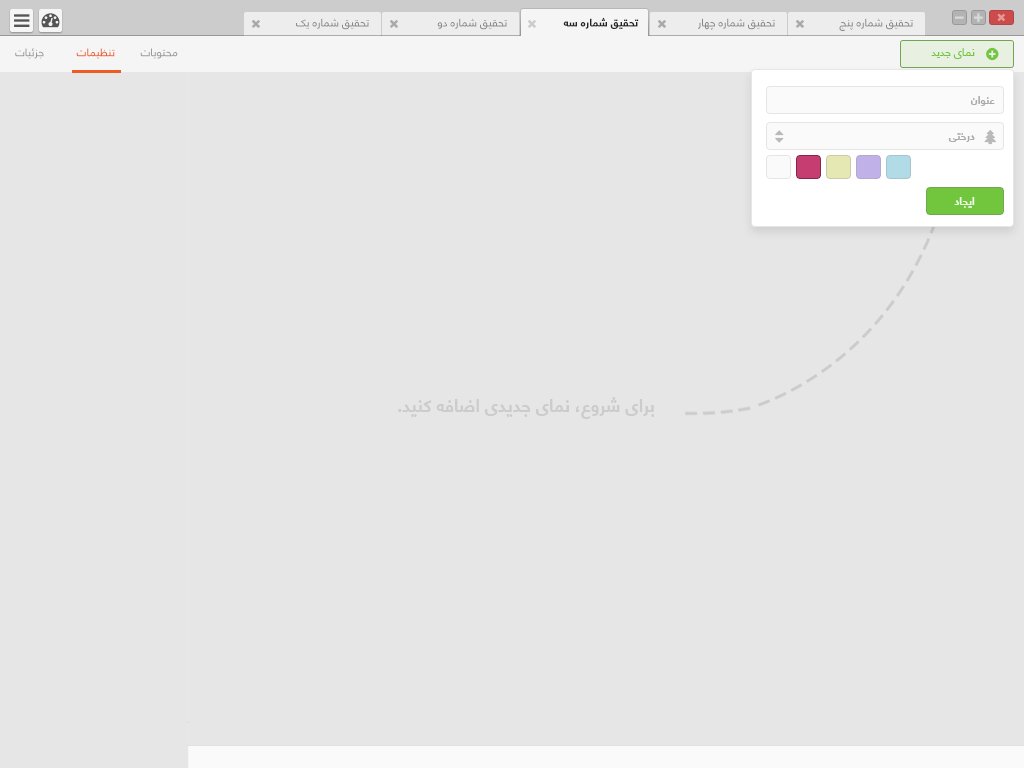 تحقیق شماره پنج
تحقیق شماره چهار
تحقیق شماره سه
تحقیق شماره دو
تحقیق شماره یک
نمای جدید
محتویات
تنظیمات
جزئیات
عنوان
درختی
ایجاد
برای شروع، نمای جدیدی اضافه کنید.